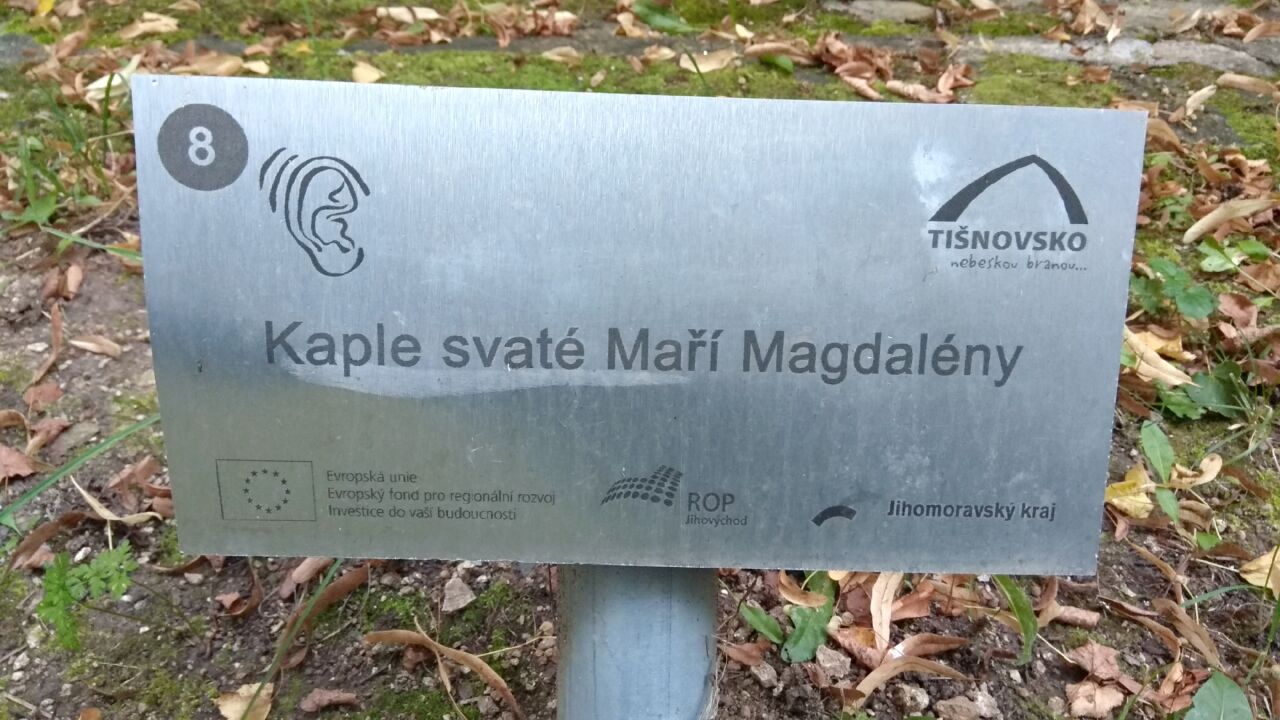 8
TIŠNOVSKO
nebeskou branou...
Kaple svaté Maří Magdalény
Evropská unie
Evropský fond pro regionální rozvoj
Investice do vaší budoucnosti
ROP
Jihovýchod
Jihomoravský kraj